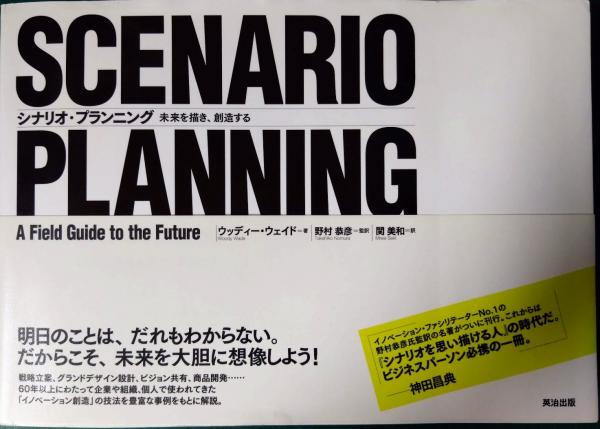 SCENARIO
シナリオ・プランニング 未来を描き、創造する
PLANNING
A Field Guide to the Future
ウッディー・ウェイド=著 野村 恭彦=監訳 関 美和=訳
Woody Wade Takahiko Nomura Miwa Seki
明日のことは、だれもわからない。
だからこそ、未来を大胆に想像しよう!
戦略立案、グランドデザイン設計、ビジョン共有、商品開発……
60年以上にわたって企業や組織、個人で使われてきた
「イノベーション創造」の技法を豊富な事例をもとに解説。
イノベーション・ファシリテーターNo.1の
野村恭彦氏監訳の名著がついに刊行。これからは
『シナリオを思い描ける人』の時代だ。
ビジネスパーソン必携の一冊。
──神田昌典
英治出版